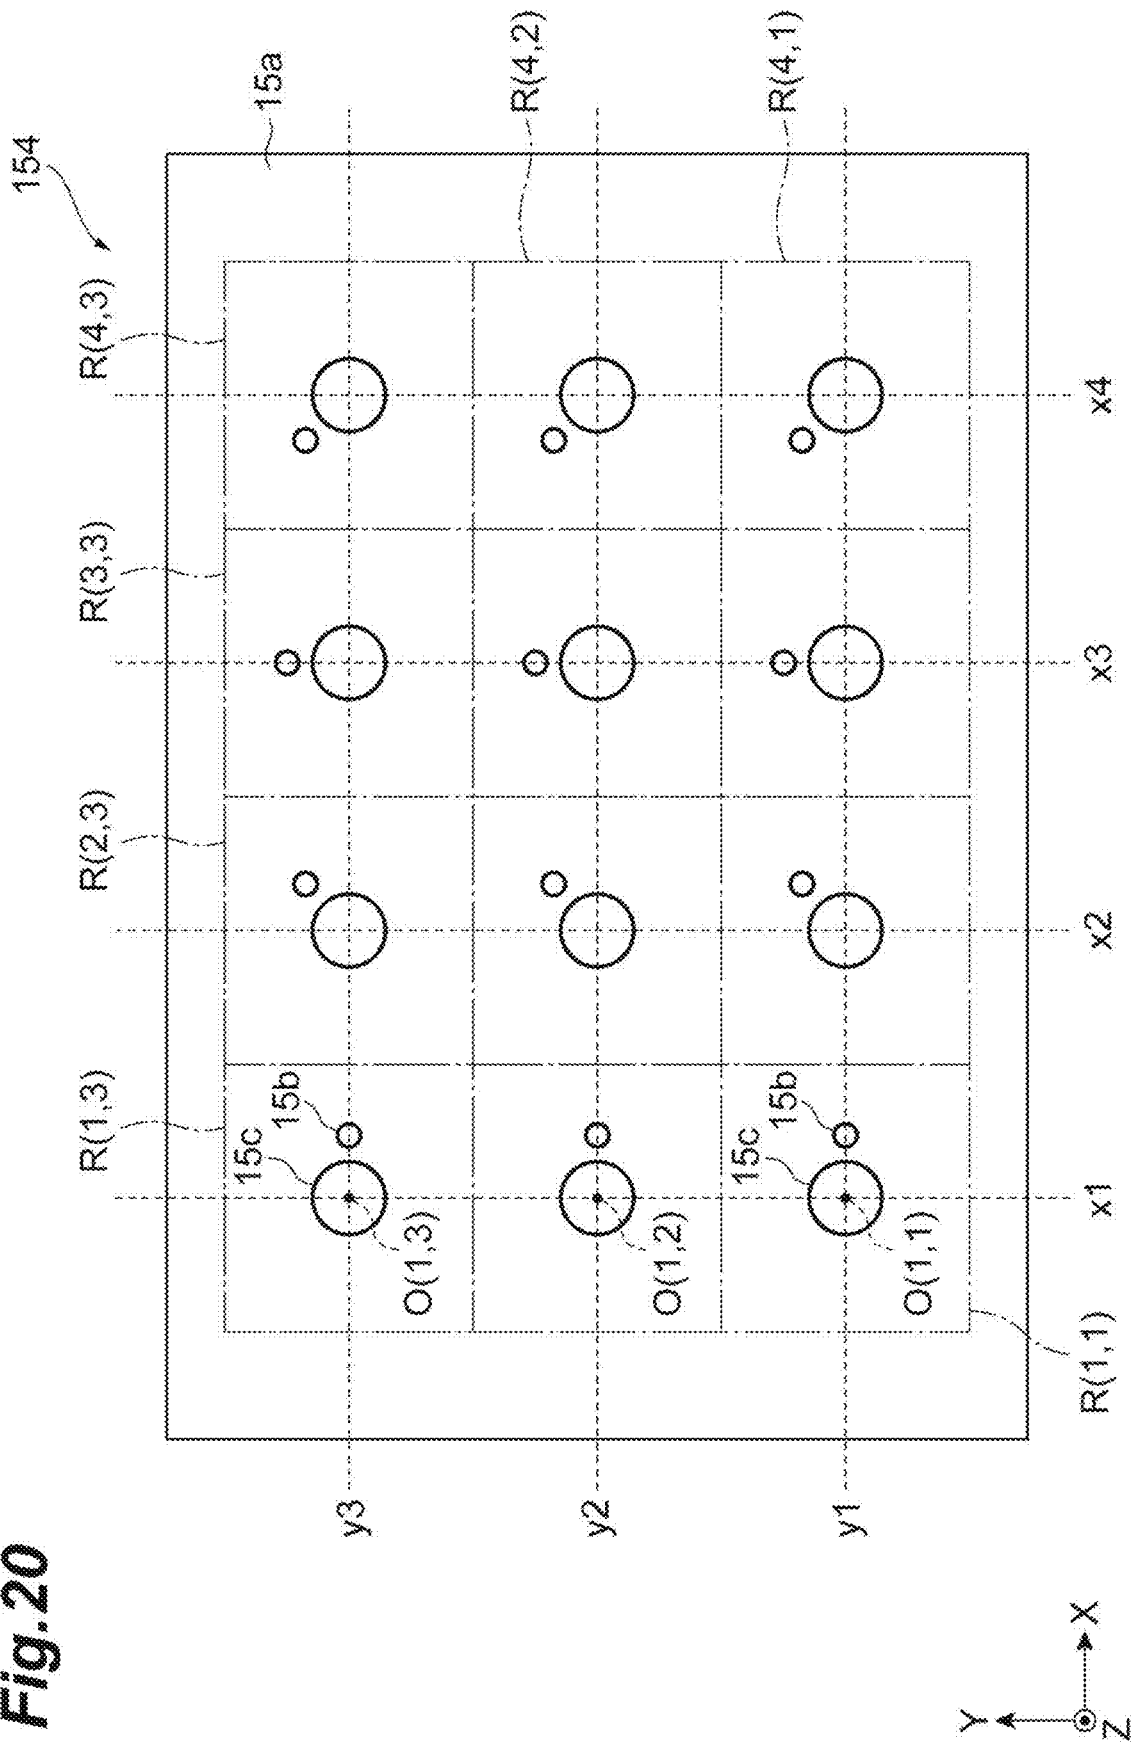 Fig.20
154
15a
R(1,3)
R(2,3)
R(3,3)
R(4,3)
R(4,2)
R(4,1)
y3
15c
15b
O(1,3)
y2
O(1,2)
y1
15c
15b
O(1,1)
R(1,1)
x1
x2
x3
x4
Y
X
Z